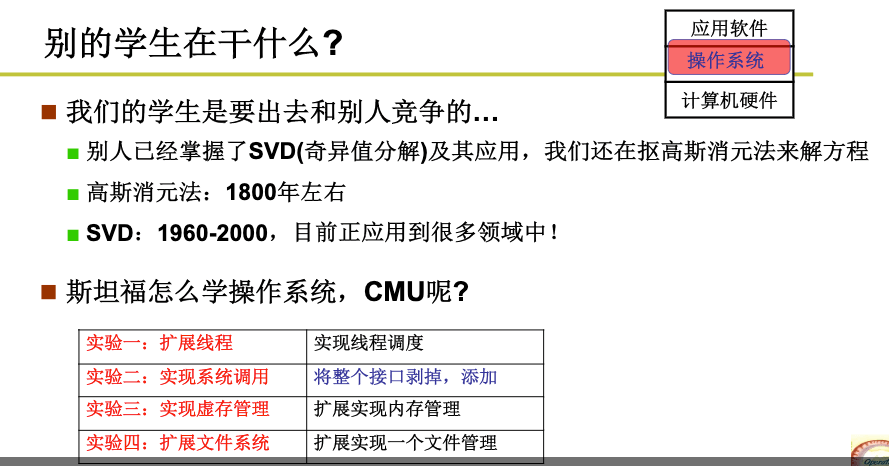 别的学生在干什么?
应用软件
操作系统
计算机硬件
我们的学生是要出去和别人竞争的…
别人已经掌握了SVD(奇异值分解)及其应用，我们还在抠高斯消元法来解方程
高斯消元法：1800年左右
SVD：1960-2000，目前正应用到很多领域中！
斯坦福怎么学操作系统，CMU呢?
实验一：扩展线程 实现线程调度
实验二：实现系统调用 将整个接口剥掉，添加
实验三：实现虚存管理 扩展实现内存管理
实验四：扩展文件系统 扩展实现一个文件管理